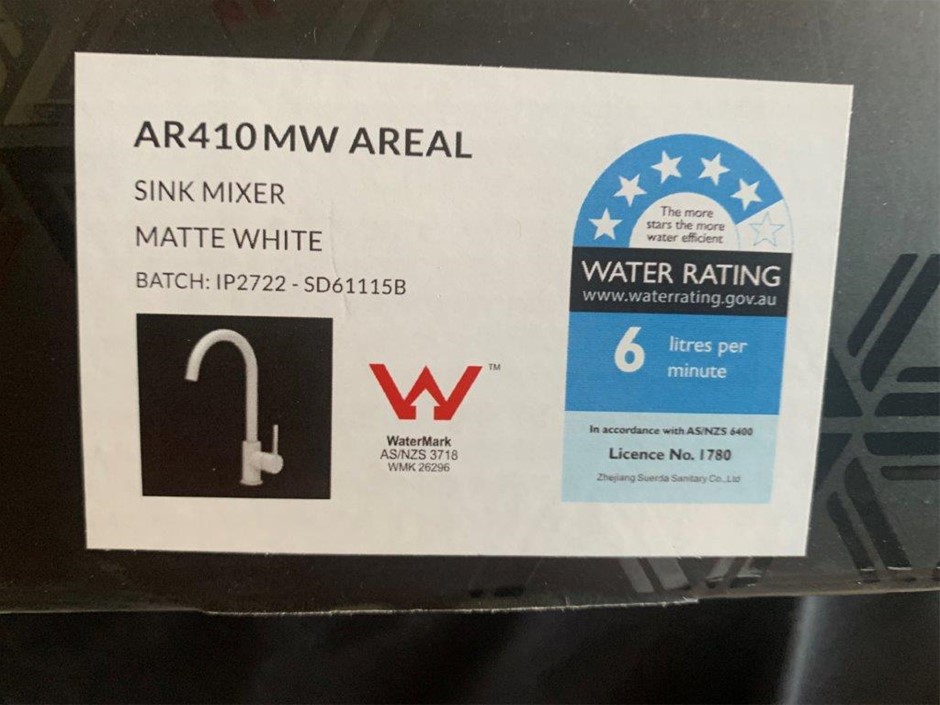 AR410MW AREAL
SINK MIXER
MATTE WHITE
BATCH: IP2722 - SD61115B
TM
WaterMark
AS/NZS 3718
WMK 26296
The more
stars the more
water efficient
WATER RATING
www.waterrating.gov.au
6 litres per
minute
In accordance with AS/NZS 6400
Licence No. 1780
Zhejiang Suerda Sanitary Co.,Ltd